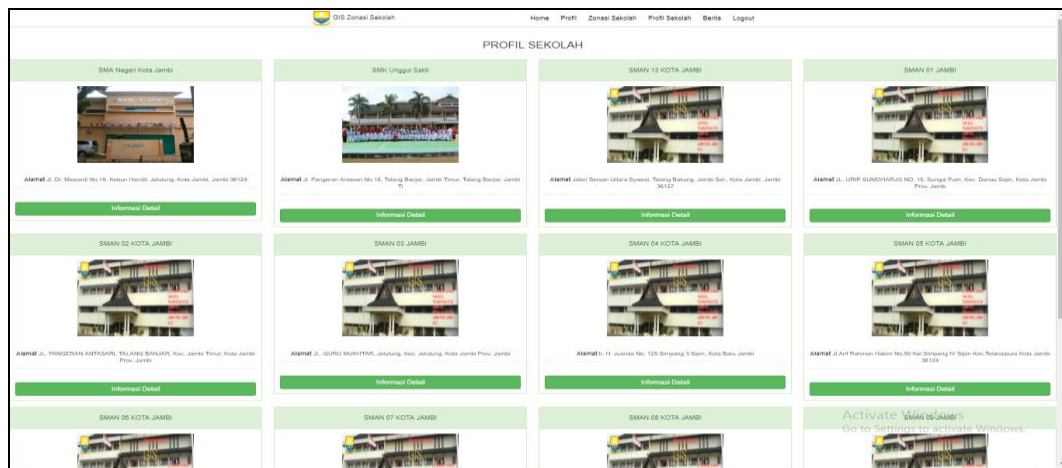 GIS Zonasi Sekolah
Home Profil Zonasi Sekolah Profil Sekolah Berita Logout
PROFIL SEKOLAH
SMA Negeri Kota Jambi
SMK Unggul Sakti
SMAN 13 KOTA JAMBI
SMAN 01 JAMBI
Alamat Jl. Dr. Mawardi No.16, Kebun Handil, Jelutung, Kota Jambi, Jambi 36124
Alamat Jl. Pangeran Antasari No.18, Talang Banjar, Jambi Timur, Talang Banjar, Jambi
Ti
Alamat Jalan Serson Udara Syawal, Talang Bakung, Jambi Sel., Kota Jambi, Jambi
36127
Alamat JL. URIP SUMOHARJO NO. 15, Sungai Putri, Kec. Danau Sipin, Kota Jambi
Prov. Jambi
Informasi Detail
Informasi Detail
Informasi Detail
Informasi Detail
SMAN 02 KOTA JAMBI
SMAN 03 JAMBI
SMAN 04 KOTA JAMBI
SMAN 05 KOTA JAMBI
Alamat JL. PANGERAN ANTASARI, TALANG BANJAR, Kec. Jambi Timur, Kota Jambi
Prov. Jambi
Alamat JL. GURU MUKHTAR, Jelutung, Kec. Jelutung, Kota Jambi Prov. Jambi
Alamat Ir. H. Juanda No. 125 Simpang 3 Sipin, Kota Baru Jambi
Alamat Jl.Arif Rahman Hakim No.50 Kel Simpang IV Sipin Kec.Telanaipura Kota Jambi
36124
Informasi Detail
Informasi Detail
Informasi Detail
Informasi Detail
SMAN 06 KOTA JAMBI
SMAN 07 KOTA JAMBI
SMAN 08 KOTA JAMBI
SMAN 09 JAMBI
Activate Windows
Go to Settings to activate Windows.